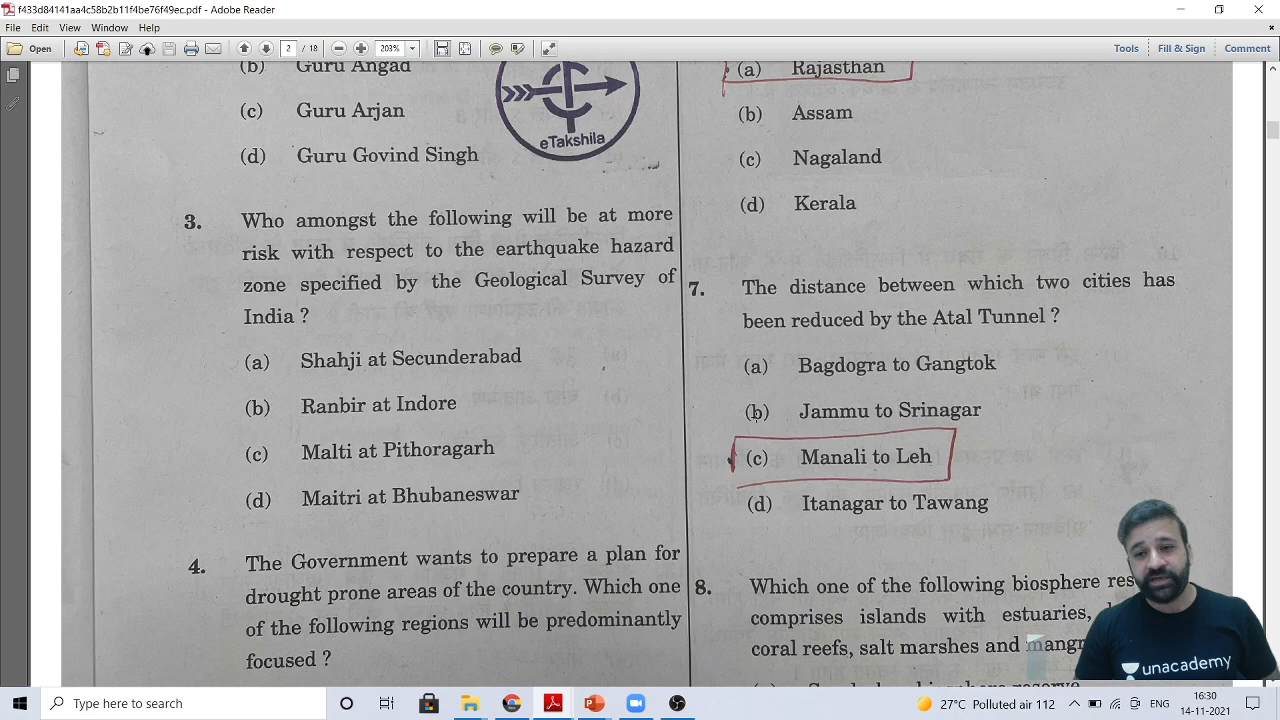 f433d84141aa4c58b2b11f4be76f49ec.pdf - Adobe Reader
File Edit View Window Help
Open 2 / 18 203% Tools Fill & Sign Comment
(b) Guru Angad
(c) Guru Arjan
(d) Guru Govind Singh
eTakshila
3. Who amongst the following will be at more
risk with respect to the earthquake hazard
zone specified by the Geological Survey of
India ?
(a) Shahji at Secunderabad
(b) Ranbir at Indore
(c) Malti at Pithoragarh
(d) Maitri at Bhubaneswar
4. The Government wants to prepare a plan for
drought prone areas of the country. Which one
of the following regions will be predominantly
focused ?
(a) Rajasthan
(b) Assam
(c) Nagaland
(d) Kerala
7. The distance between which two cities has
been reduced by the Atal Tunnel ?
(a) Bagdogra to Gangtok
(b) Jammu to Srinagar
(c) Manali to Leh
(d) Itanagar to Tawang
8. Which one of the following biosphere res
comprises islands with estuaries,
coral reefs, salt marshes and mangr
unacademy
Type here to search
27°C Polluted air 112 ENG 16:30
14-11-2021